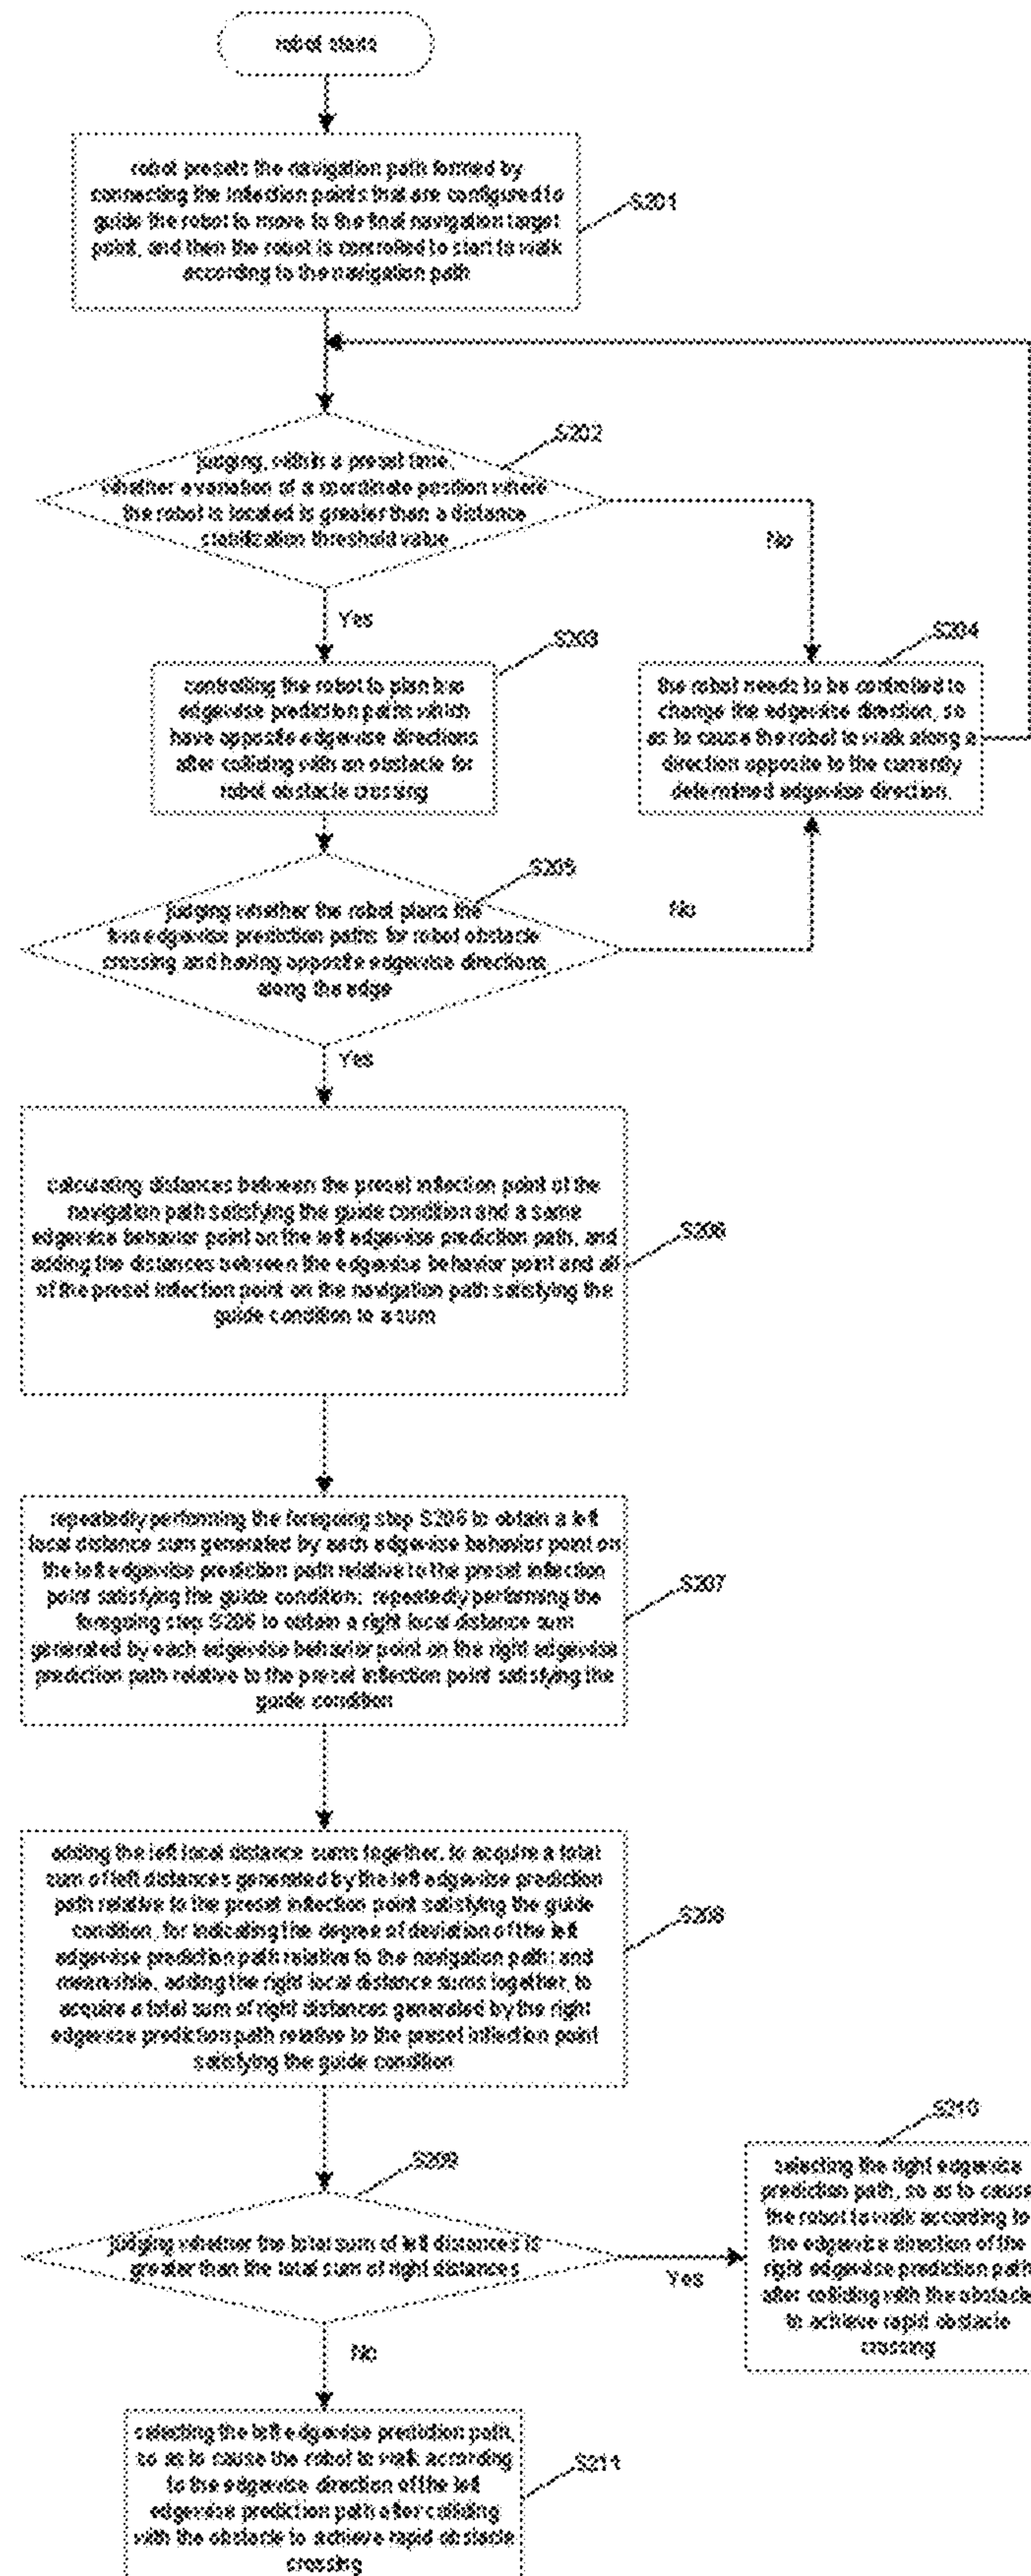 robot starts
robot presets the navigation path formed by
connecting the inflection points that are configured to
guide the robot to move to the final navigation target
point, and then the robot is controlled to start to walk
according to the navigation path
S201
S202
judging, within a preset time,
whether a variation of a coordinate position where
the robot is located is greater than a distance
threshold value
No
Yes
S203
controlling the robot to plan two
edgewise prediction paths which
have opposite edgewise directions
after colliding with an obstacle for
robot obstacle crossing
S204
the robot needs to be controlled to
change the edgewise direction, so
as to cause the robot to walk along a
direction opposite to the currently
determined edgewise direction.
S205
judging whether the robot plans the
two edgewise prediction paths for robot obstacle
crossing and having opposite edgewise directions
along the edge
No
Yes
calculating distances between the preset inflection point of the
navigation path satisfying the guide condition and a same
edgewise behavior point on the left edgewise prediction path, and
adding the distances between the edgewise behavior point and all
of the preset inflection point on the navigation path satisfying the
guide condition to a sum
S206
repeatedly performing the foregoing step S206 to obtain a left
local distance sum generated by each edgewise behavior point on
the left edgewise prediction path relative to the preset inflection
point satisfying the guide condition; repeatedly performing the
foregoing step S206 to obtain a right local distance sum
generated by each edgewise behavior point on the right edgewise
prediction path relative to the preset inflection point satisfying the
guide condition
S207
adding the left local distance sums together, to acquire a total
sum of left distances generated by the left edgewise prediction
path relative to the preset inflection point satisfying the guide
condition, for indicating the degree of deviation of the left
edgewise prediction path relative to the navigation path; and
meanwhile, adding the right local distance sums together, to
acquire a total sum of right distances generated by the right
edgewise prediction path relative to the preset inflection point
satisfying the guide condition
S208
S209
judging whether the total sum of left distances is
greater than the total sum of right distances
Yes
No
S210
selecting the right edgewise
prediction path, so as to cause
the robot to walk according to
the edgewise direction of the
right edgewise prediction path
after colliding with the obstacle
to achieve rapid obstacle
crossing
selecting the left edgewise prediction path,
so as to cause the robot to walk according
to the edgewise direction of the left
edgewise prediction path after colliding
with the obstacle to achieve rapid obstacle
crossing
S211